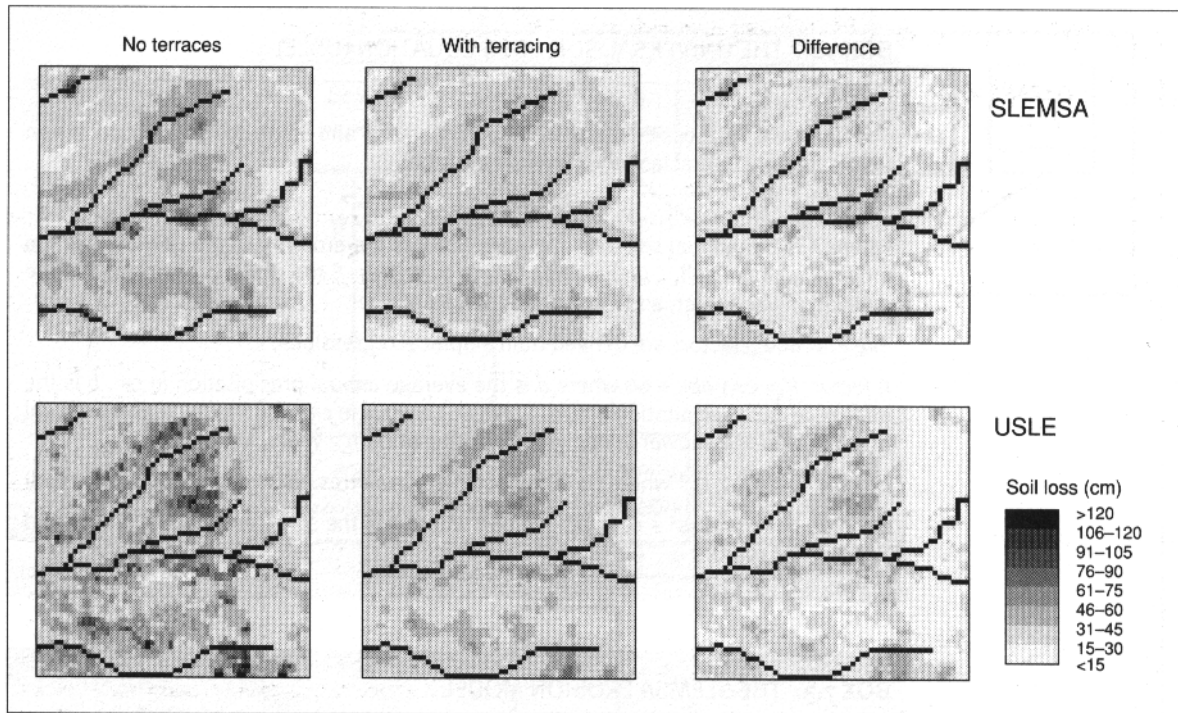 No terraces
With terracing
Difference
SLEMSA
USLE
Soil loss (cm)
>120
106–120
91–105
76–90
61–75
46–60
31–45
15–30
<15